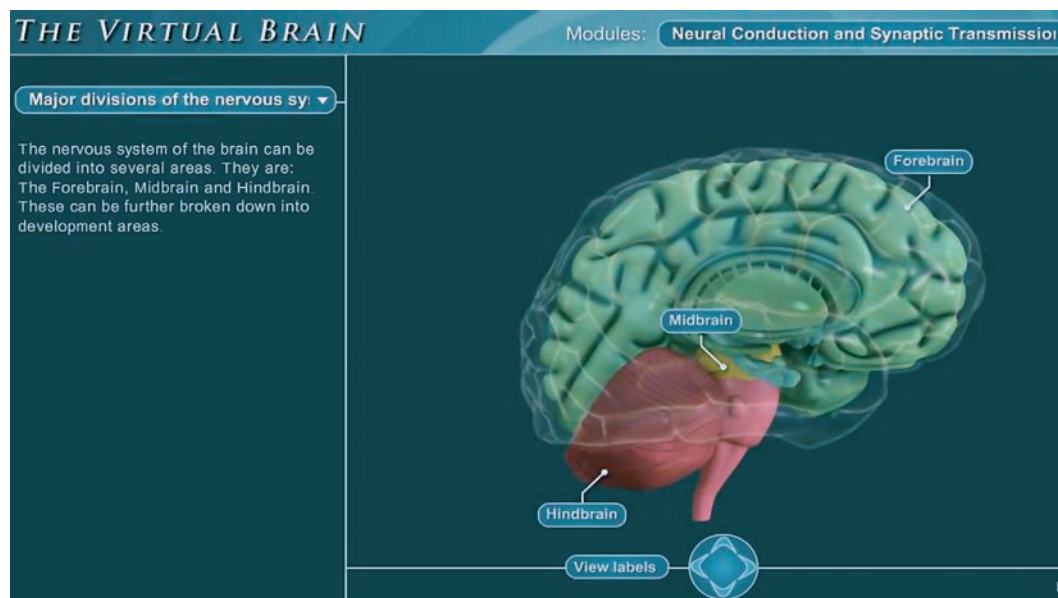 THE VIRTUAL BRAIN
Modules: Neural Conduction and Synaptic Transmission
Major divisions of the nervous sy
The nervous system of the brain can be
divided into several areas. They are:
The Forebrain, Midbrain and Hindbrain.
These can be further broken down into
development areas.
Forebrain
Midbrain
Hindbrain
View labels